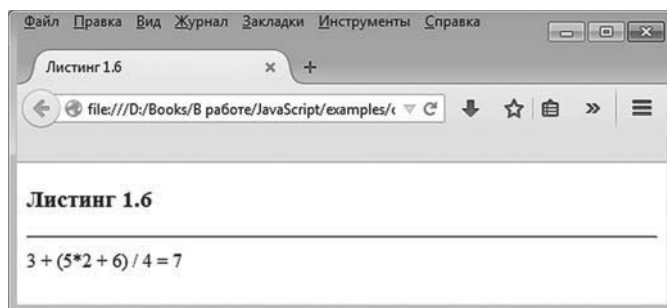 Файл Правка Вид Журнал Закладки Инструменты Справка
Листинг 1.6
file:///D:/Books/В работе/JavaScript/examples/c
Листинг 1.6
3 + (5*2 + 6) / 4 = 7